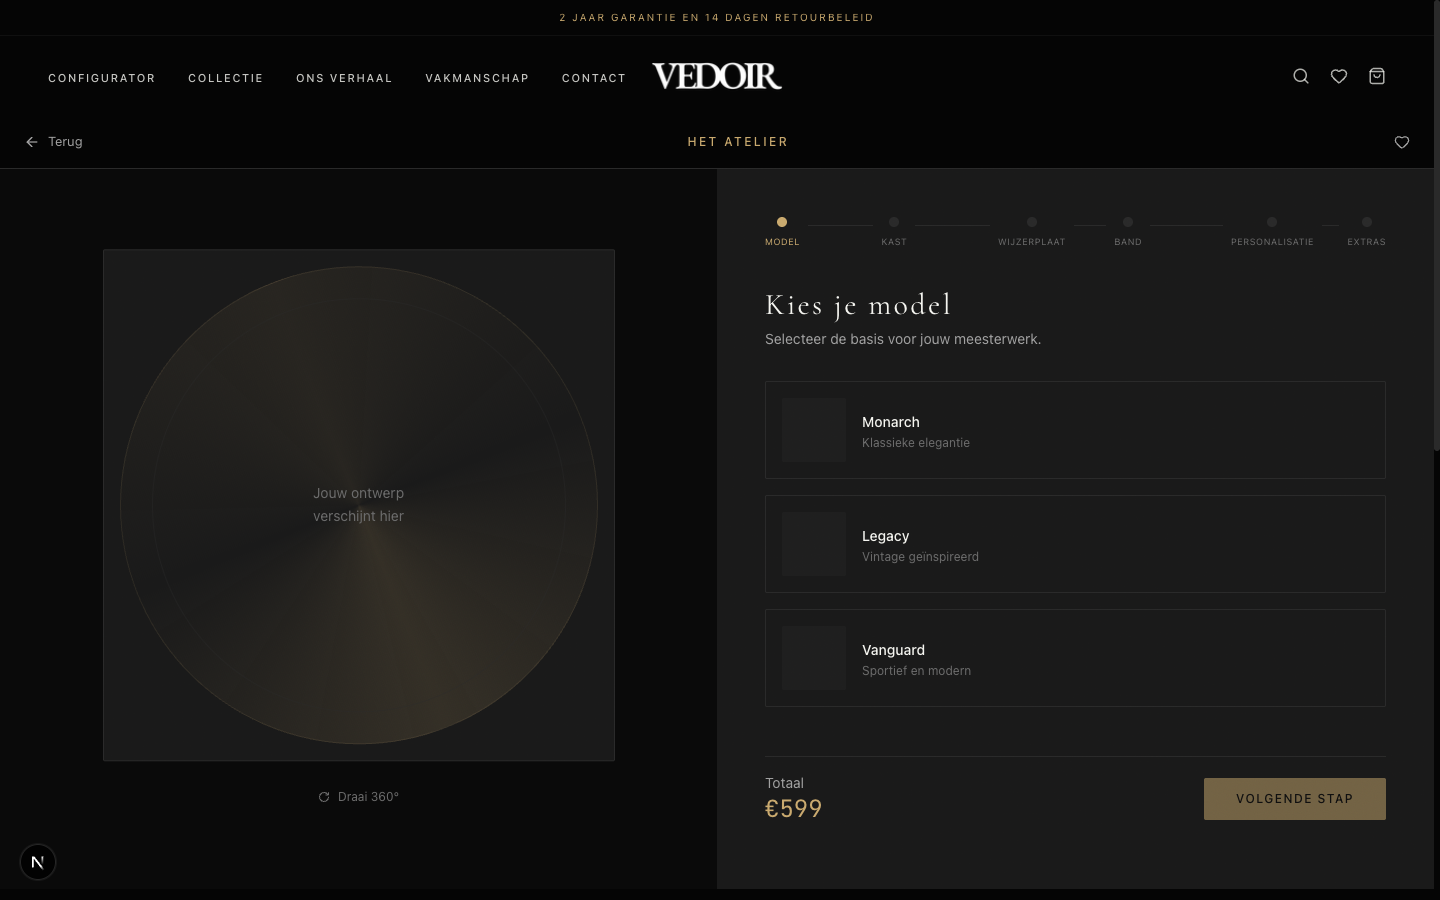 2 JAAR GARANTIE EN 14 DAGEN RETOURBELEID
CONFIGURATOR COLLECTIE ONS VERHAAL VAKMANSCHAP CONTACT VEDOIR
Terug HET ATELIER
MODEL KAST WIJZERPLAAT BAND PERSONALISATIE EXTRAS
Kies je model
Selecteer de basis voor jouw meesterwerk.
Monarch
Klassieke elegantie
Legacy
Vintage geïnspireerd
Vanguard
Sportief en modern
Jouw ontwerp
verschijnt hier
Draai 360°
Totaal
€599
VOLGENDE STAP
N